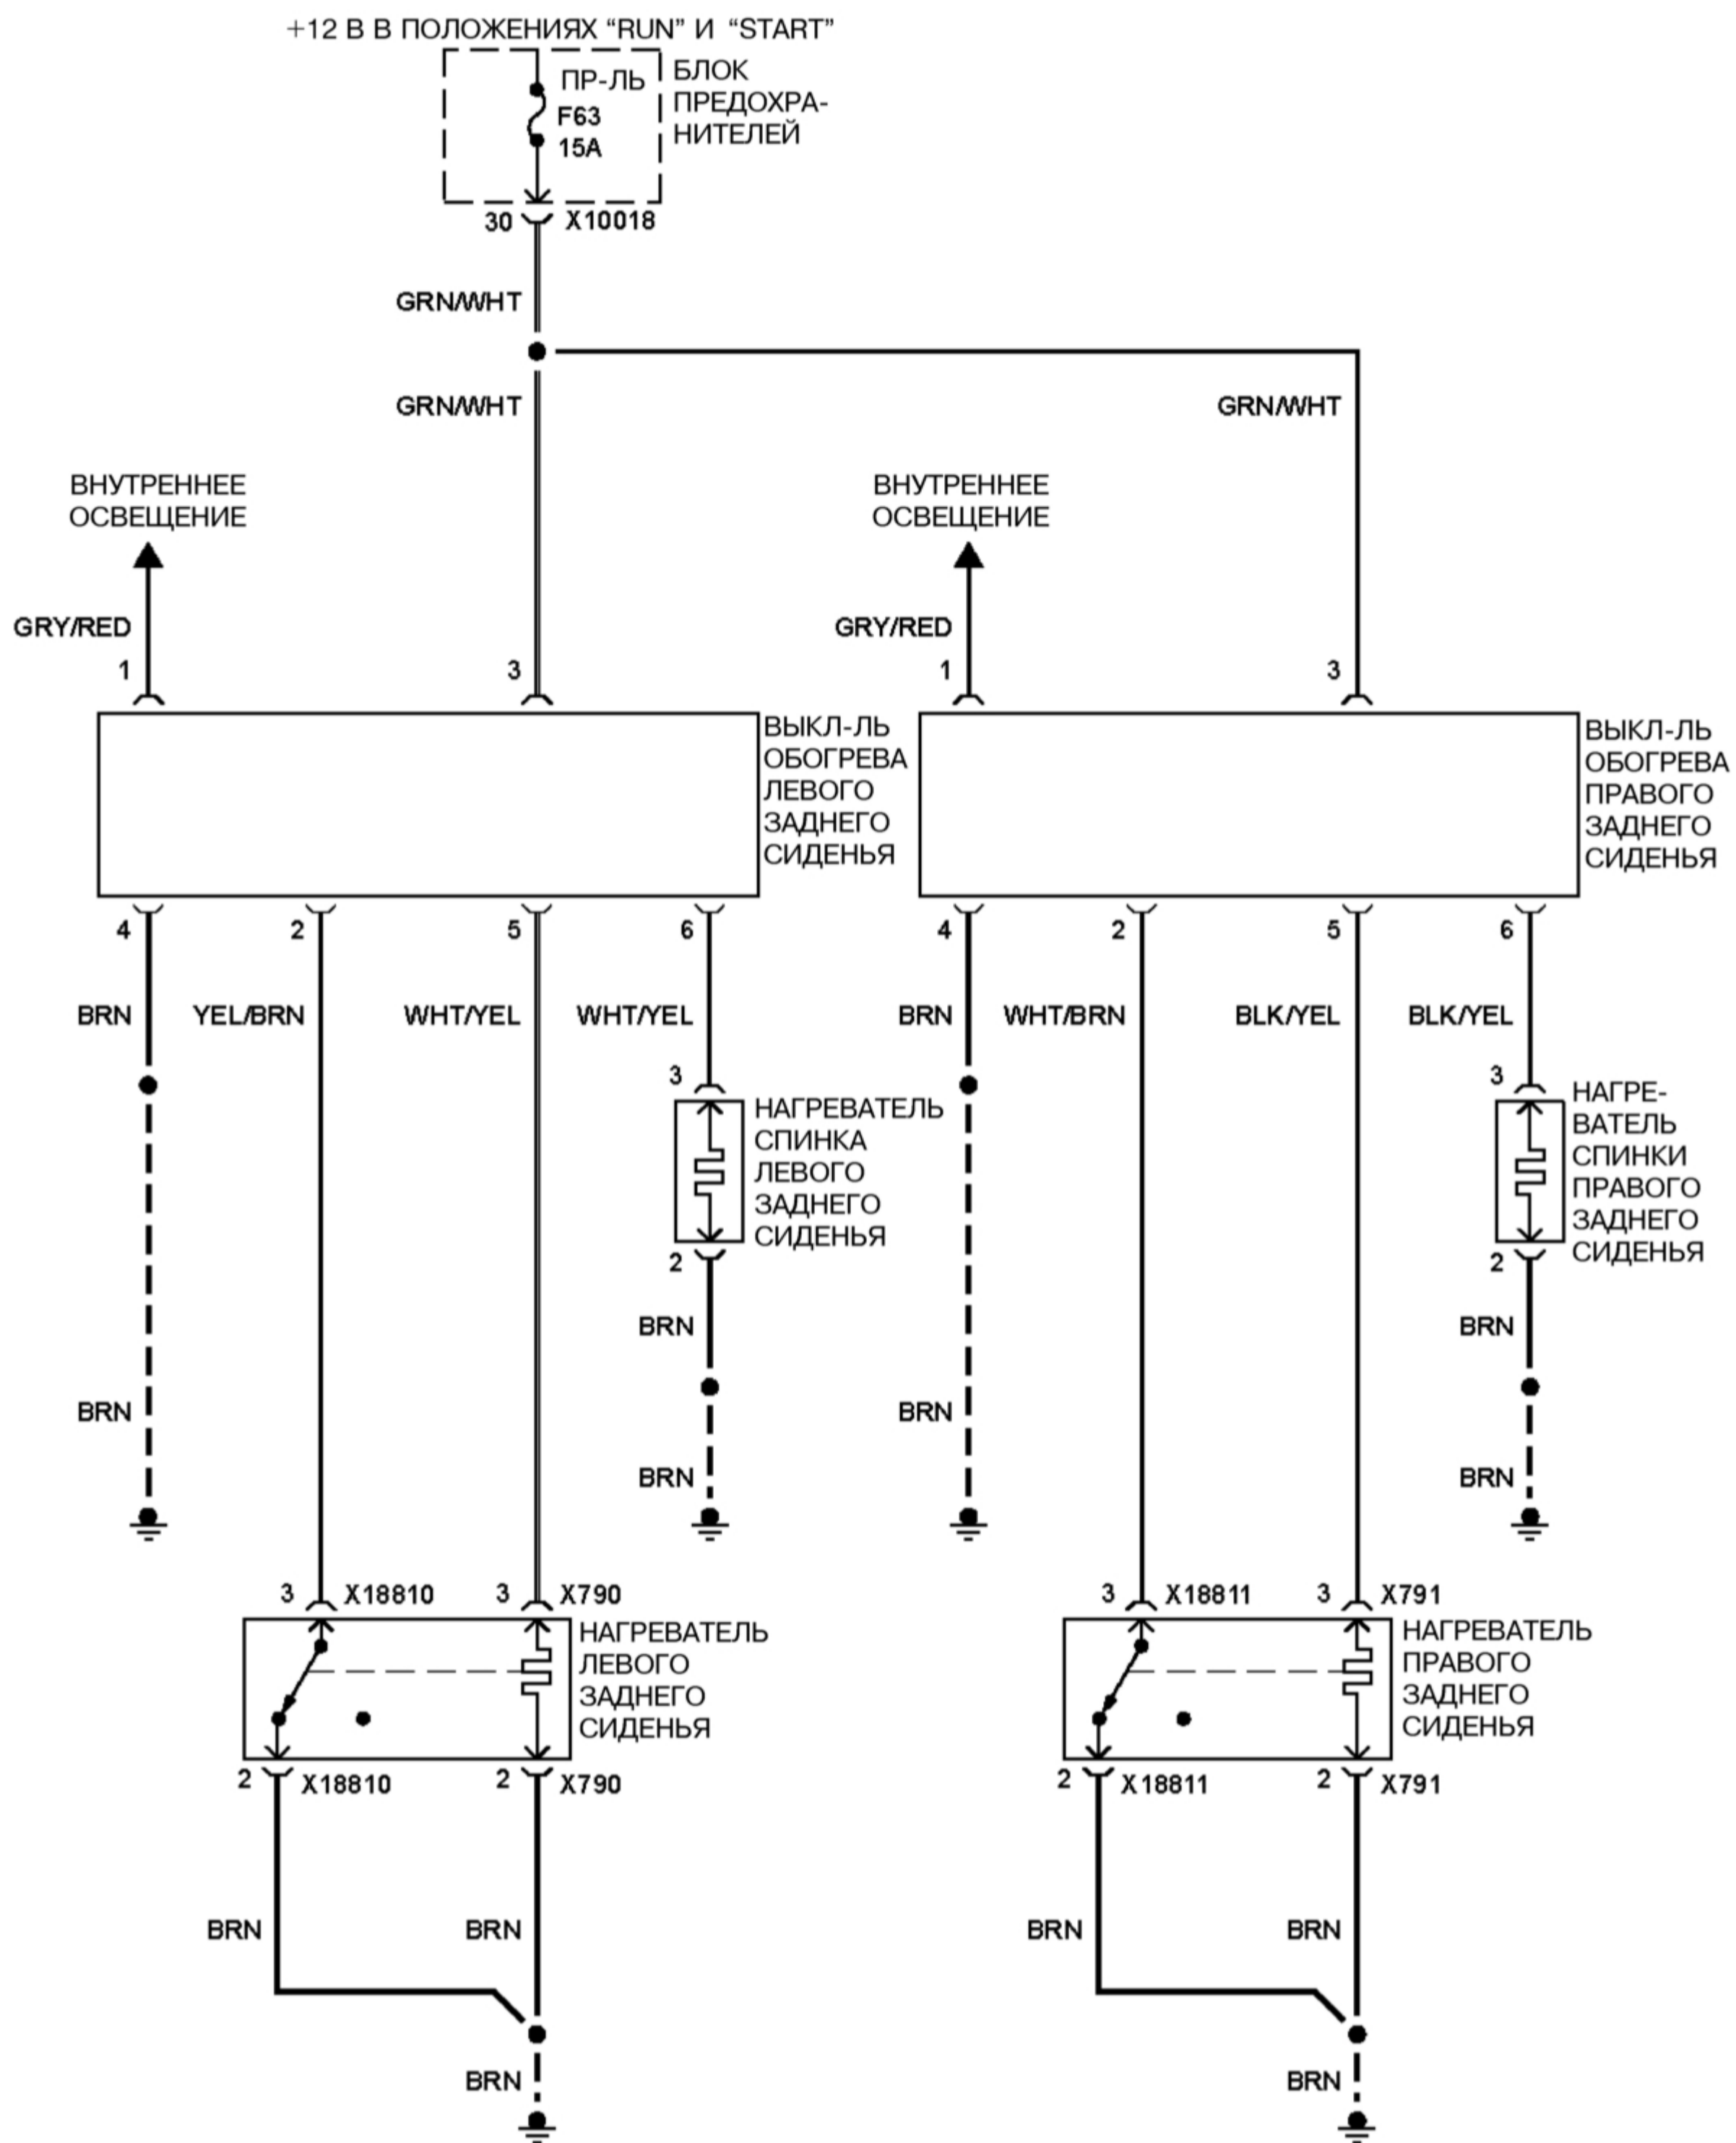 +12 В В ПОЛОЖЕНИЯХ “RUN” И “START”
ПР-ЛЬ
F63
15A
БЛОК
ПРЕДОХРА-
НИТЕЛЕЙ
30
X10018
GRN/WHT
GRN/WHT
GRN/WHT
ВНУТРЕННЕЕ
ОСВЕЩЕНИЕ
ВНУТРЕННЕЕ
ОСВЕЩЕНИЕ
GRY/RED
GRY/RED
1
3
1
3
ВЫКЛ-ЛЬ
ОБОГРЕВА
ЛЕВОГО
ЗАДНЕГО
СИДЕНЬЯ
ВЫКЛ-ЛЬ
ОБОГРЕВА
ПРАВОГО
ЗАДНЕГО
СИДЕНЬЯ
4
2
5
6
4
2
5
6
BRN
YEL/BRN
WHT/YEL
WHT/YEL
BRN
WHT/BRN
BLK/YEL
BLK/YEL
3
НАГРЕВАТЕЛЬ
СПИНКА
ЛЕВОГО
ЗАДНЕГО
СИДЕНЬЯ
2
3
НАГРЕ-
ВАТЕЛЬ
СПИНКИ
ПРАВОГО
ЗАДНЕГО
СИДЕНЬЯ
2
BRN
BRN
BRN
BRN
BRN
BRN
3
X18810
3
X790
3
X18811
3
X791
НАГРЕВАТЕЛЬ
ЛЕВОГО
ЗАДНЕГО
СИДЕНЬЯ
НАГРЕВАТЕЛЬ
ПРАВОГО
ЗАДНЕГО
СИДЕНЬЯ
2
X18810
2
X790
2
X18811
2
X791
BRN
BRN
BRN
BRN
BRN
BRN